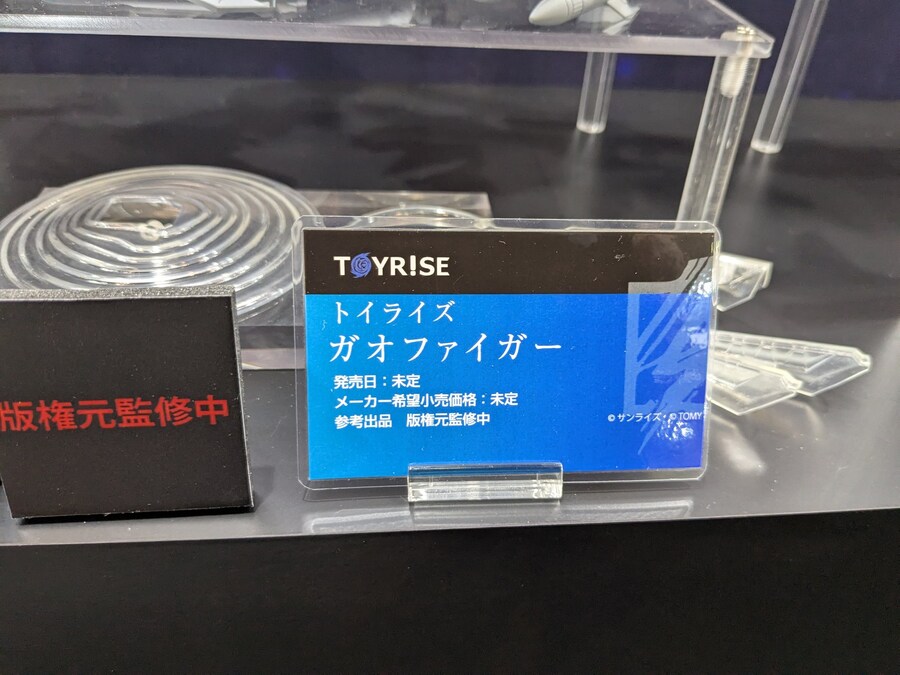 TOYR!SE
トイライズ
ガオファイガー
発売日:未定
メーカー希望小売価格:未定
参考出品 版権元監修中
© サンライズ・© TOMY
版権元監修中